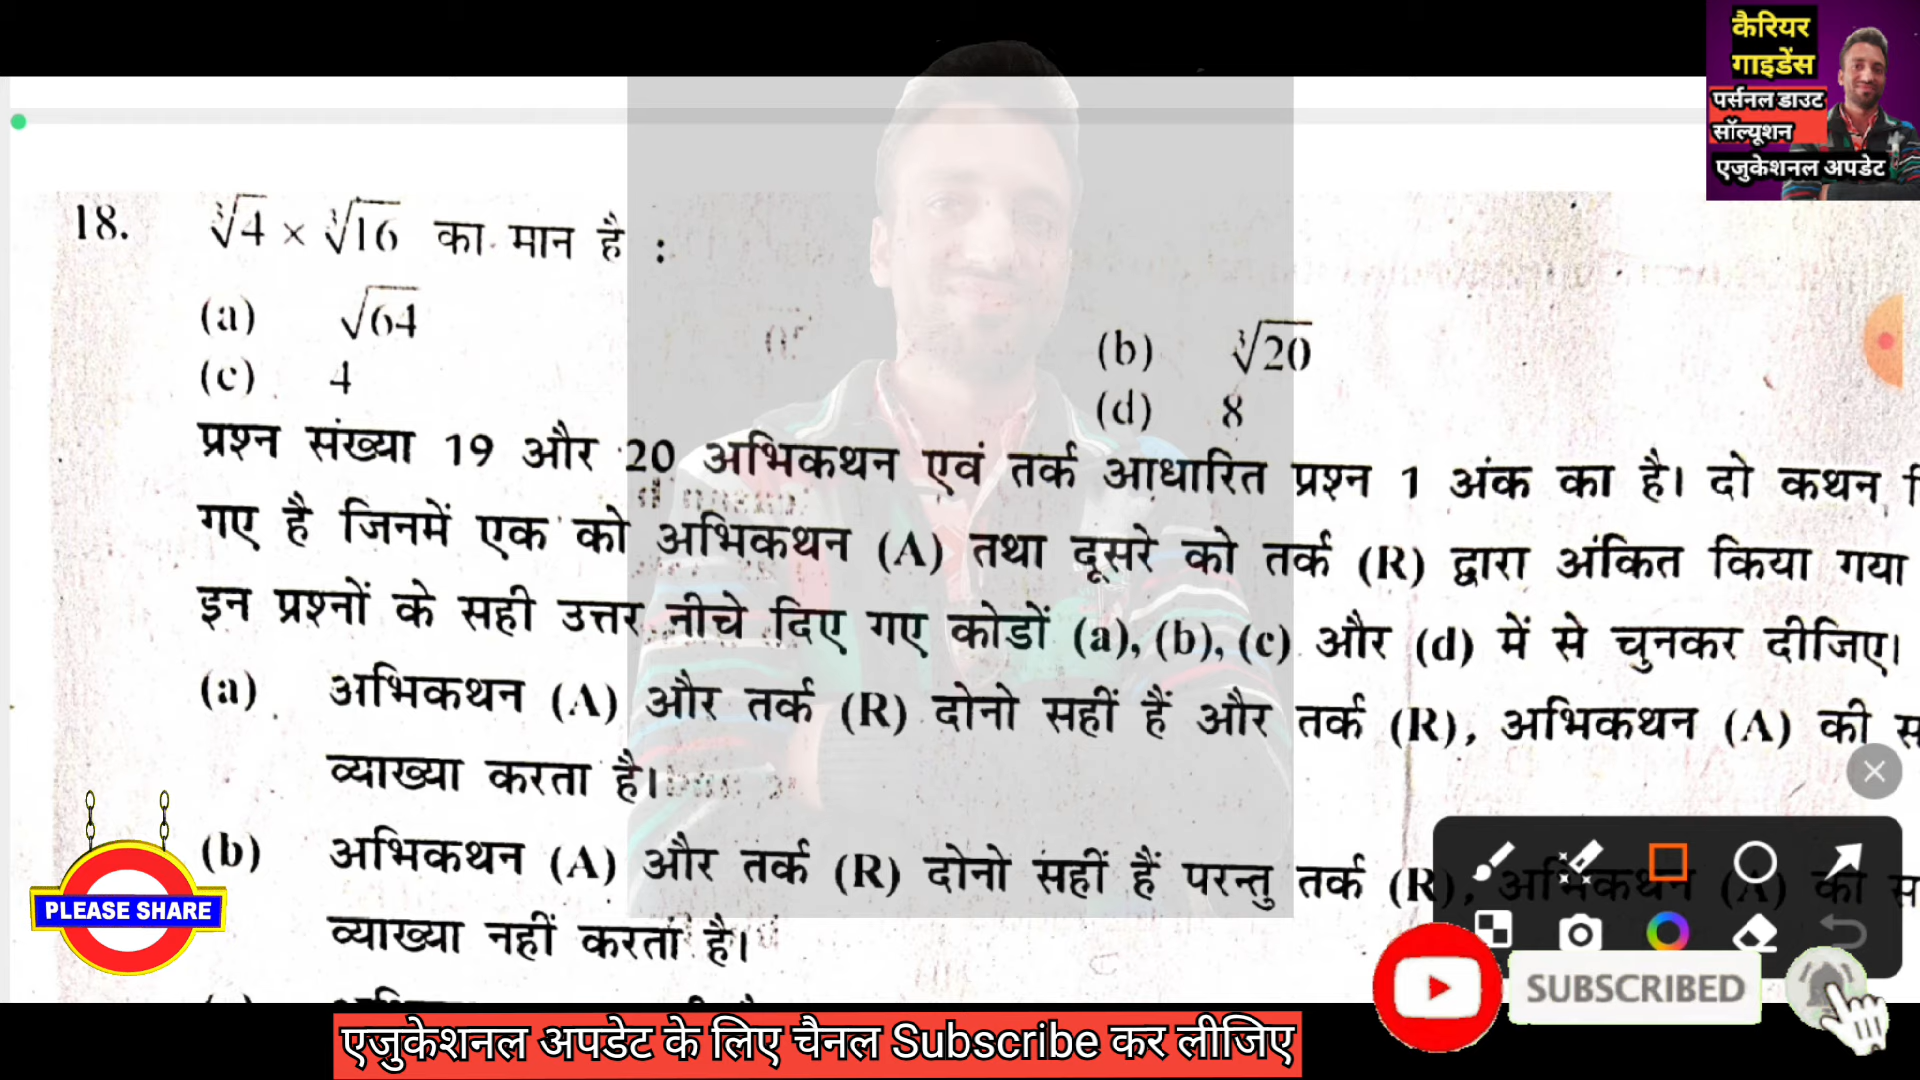 कैरियर
गाइडेंस
पर्सनल डाउट
सॉल्यूशन
एजुकेशनल अपडेट
18. ∛4 × ∛16 का मान है :
(a) √64
(b) ∛20
(c) 4
(d) 8
प्रश्न संख्या 19 और 20 अभिकथन एवं तर्क आधारित प्रश्न 1 अंक का है। दो कथन
गए है जिनमें एक को अभिकथन (A) तथा दूसरे को तर्क (R) द्वारा अंकित किया गया
इन प्रश्नों के सही उत्तर नीचे दिए गए कोडों (a), (b), (c) और (d) में से चुनकर दीजिए।
(a) अभिकथन (A) और तर्क (R) दोनो सहीं हैं और तर्क (R), अभिकथन (A) की
व्याख्या करता है।
(b) अभिकथन (A) और तर्क (R) दोनो सहीं हैं परन्तु तर्क (R), अभिकथन (A) की
व्याख्या नहीं करता है।
PLEASE SHARE
SUBSCRIBED
एजुकेशनल अपडेट के लिए चैनल Subscribe कर लीजिए